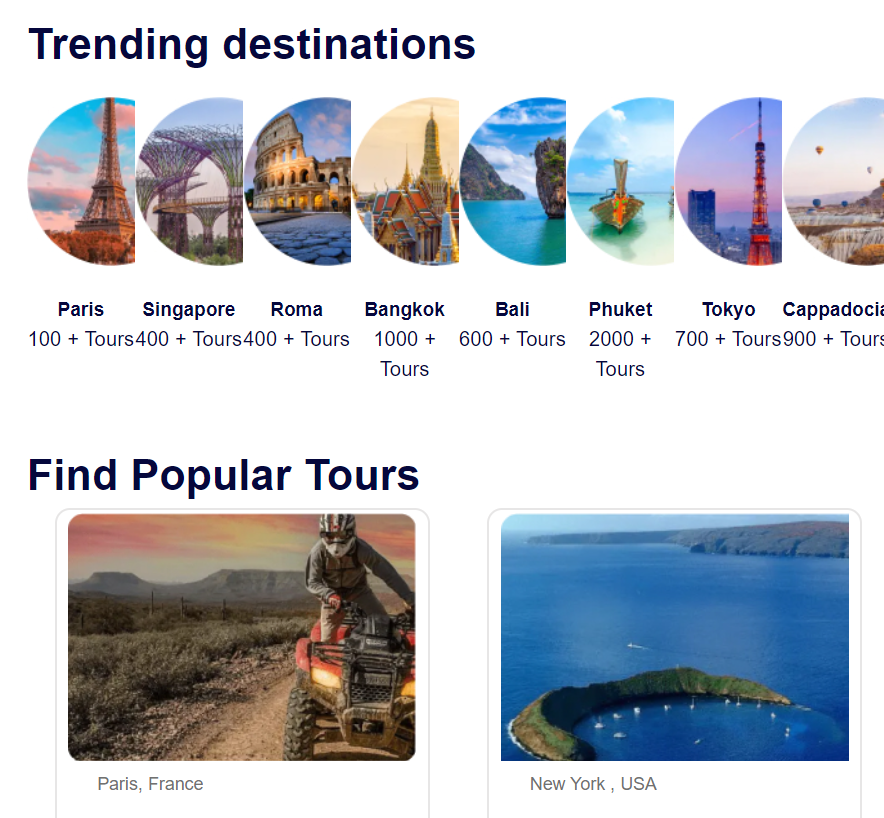 Trending destinations
Paris Singapore Roma Bangkok Bali Phuket Tokyo Cappadocia
100 + Tours 400 + Tours 400 + Tours 1000 + 600 + Tours 2000 + 700 + Tours 900 + Tours
Tours Tours
Find Popular Tours
Paris, France New York , USA